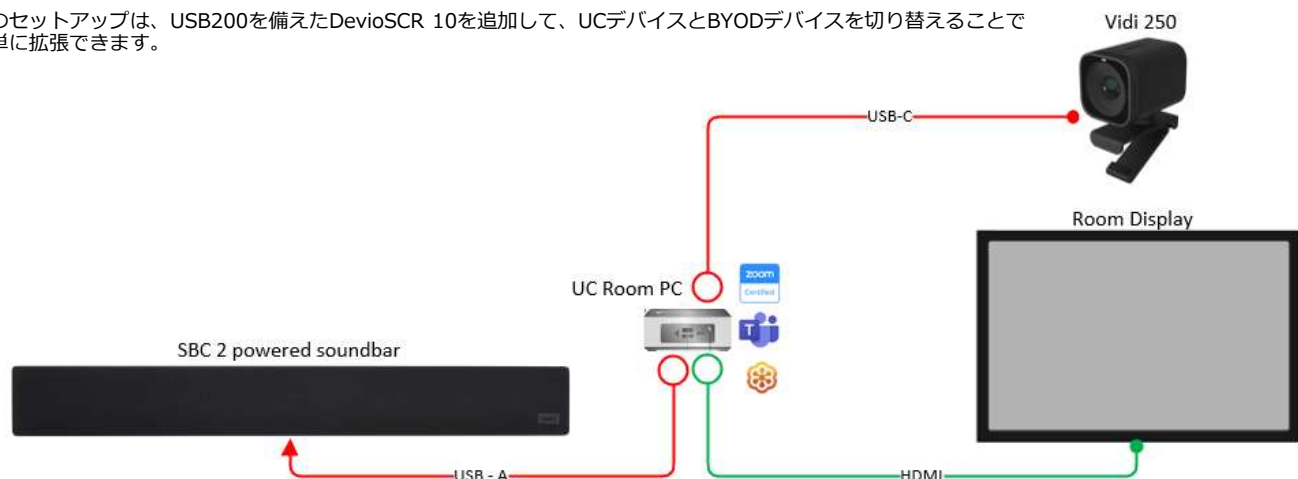 のセットアップは、USB200を備えたDevioSCR 10を追加して、UCデバイスとBYODデバイスを切り替えることで
単に拡張できます。
Vidi 250
USB-C
Room Display
UC Room PC
zoom
Certified
T
SBC 2 powered soundbar
USB - A
HDMI